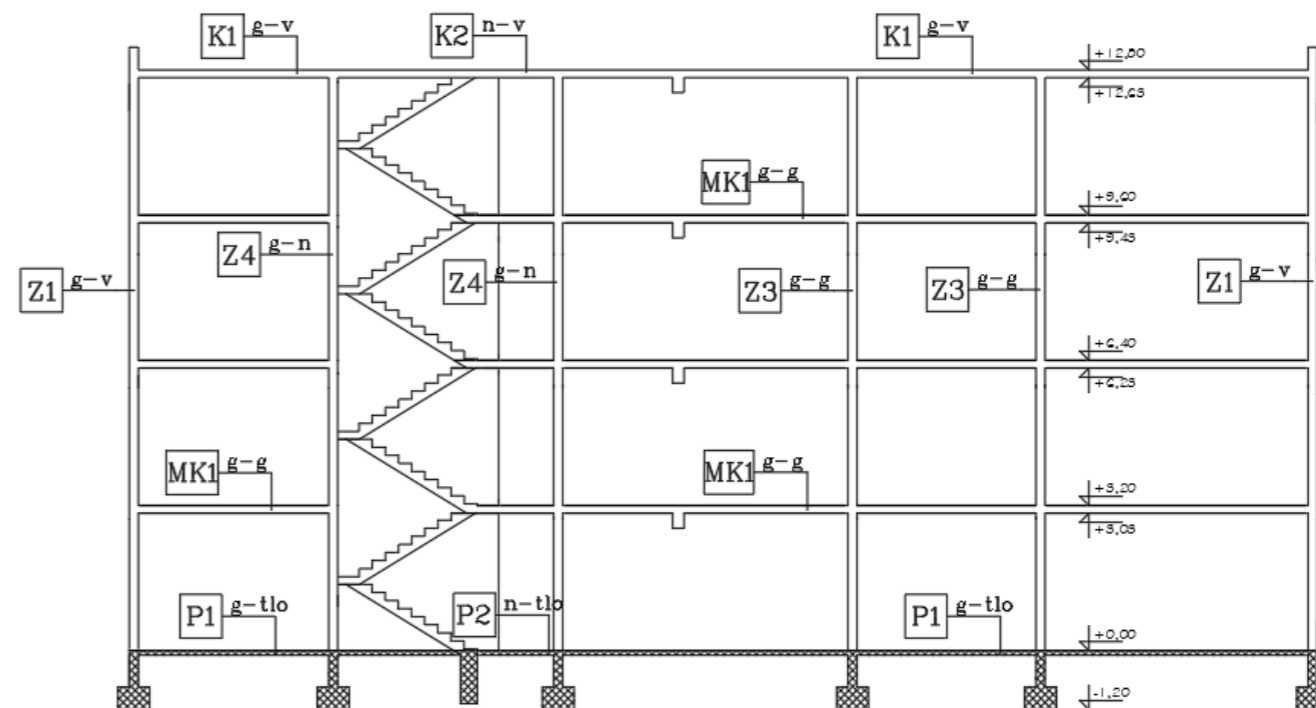 K1 g-v
K2 n-v
K1 g-v
+12,80
+12,63
MK1 g-g
+9,60
+9,43
Z4 g-n
Z1 g-v
Z4 g-n
Z3 g-g
Z3 g-g
Z1 g-v
+6,40
+6,23
MK1 g-g
MK1 g-g
+3,20
+3,03
P1 g-tlo
P2 n-tlo
P1 g-tlo
+0,00
-1,20